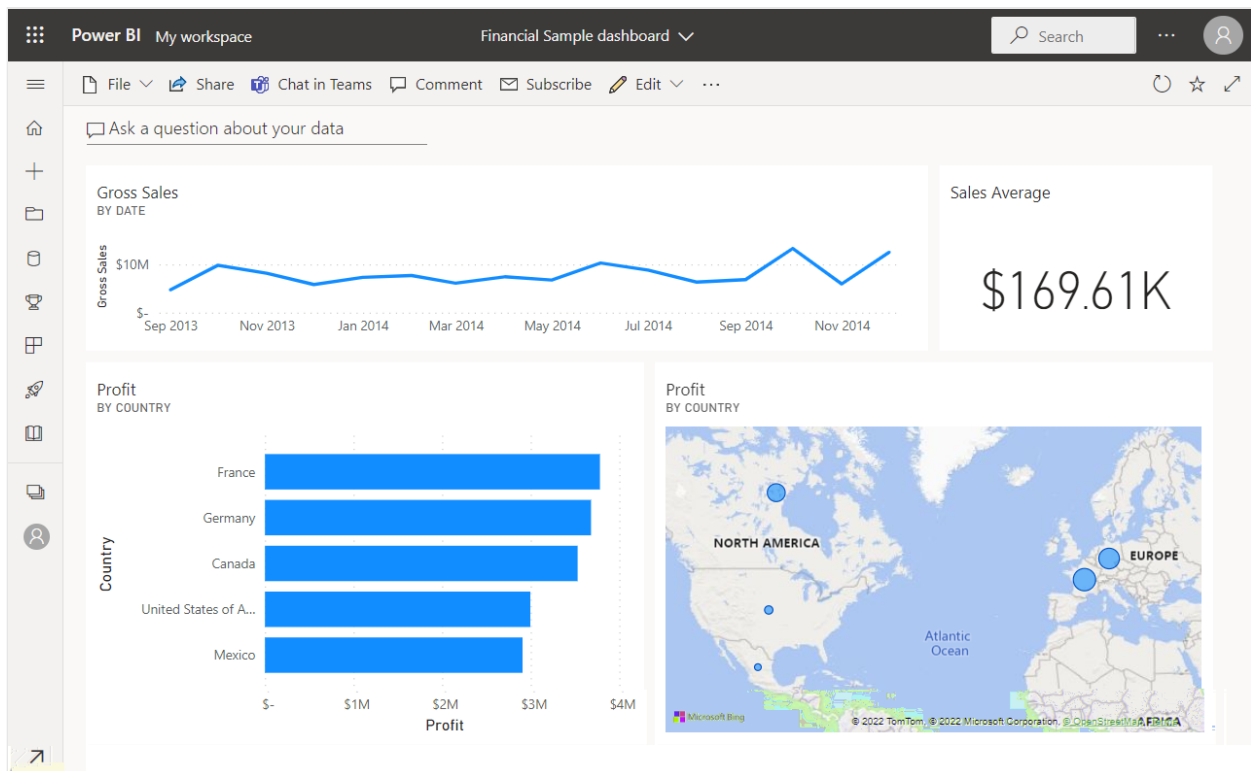 Power BI My workspace Financial Sample dashboard Search
File Share Chat in Teams Comment Subscribe Edit
Ask a question about your data
Gross Sales
BY DATE
Gross Sales
$10M
$-
Sep 2013 Nov 2013 Jan 2014 Mar 2014 May 2014 Jul 2014 Sep 2014 Nov 2014
Sales Average
$169.61K
Profit
BY COUNTRY
Country
France
Germany
Canada
United States of A...
Mexico
$- $1M $2M $3M $4M
Profit
Profit
BY COUNTRY
NORTH AMERICA
EUROPE
Atlantic
Ocean
AFRICA
Microsoft Bing
© 2022 TomTom, © 2022 Microsoft Corporation, © OpenStreetMap